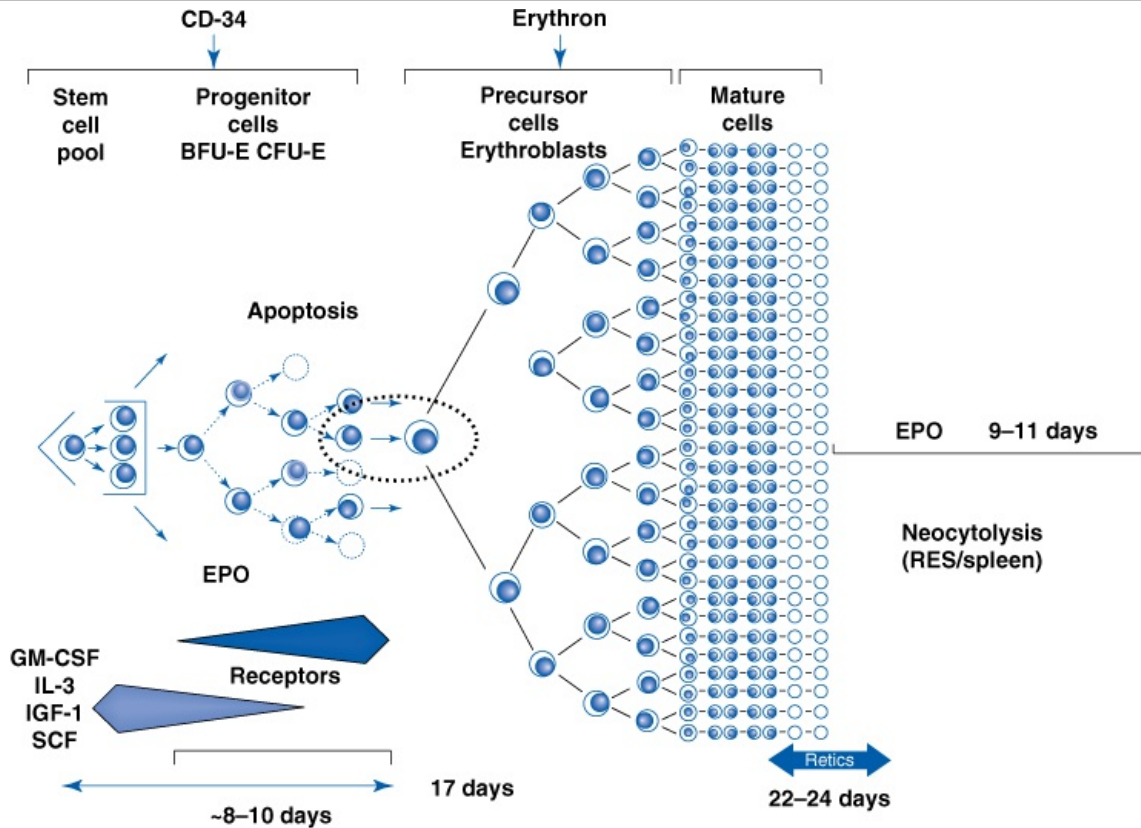 CD-34
Erythron
Stem
cell
pool
Progenitor
cells
BFU-E CFU-E
Precursor
cells
Erythroblasts
Mature
cells
Apoptosis
EPO
9–11 days
Neocytolysis
(RES/spleen)
EPO
Receptors
GM-CSF
IL-3
IGF-1
SCF
17 days
~8–10 days
Retics
22–24 days